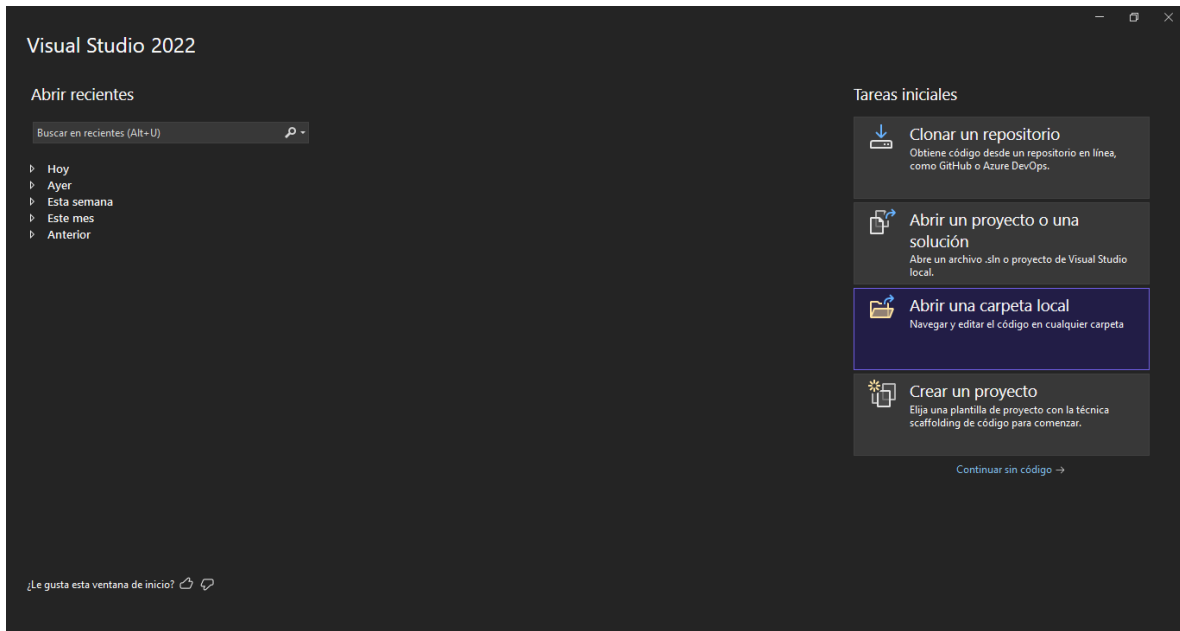 Visual Studio 2022
Abrir recientes
Buscar en recientes (Alt+U)
Hoy
Ayer
Esta semana
Este mes
Anterior
Tareas iniciales
Clonar un repositorio
Obtiene código desde un repositorio en línea,
como GitHub o Azure DevOps.
Abrir un proyecto o una
solución
Abre un archivo .sln o proyecto de Visual Studio
local.
Abrir una carpeta local
Navegar y editar el código en cualquier carpeta
Crear un proyecto
Elija una plantilla de proyecto con la técnica
scaffolding de código para comenzar.
Continuar sin código →
¿Le gusta esta ventana de inicio?